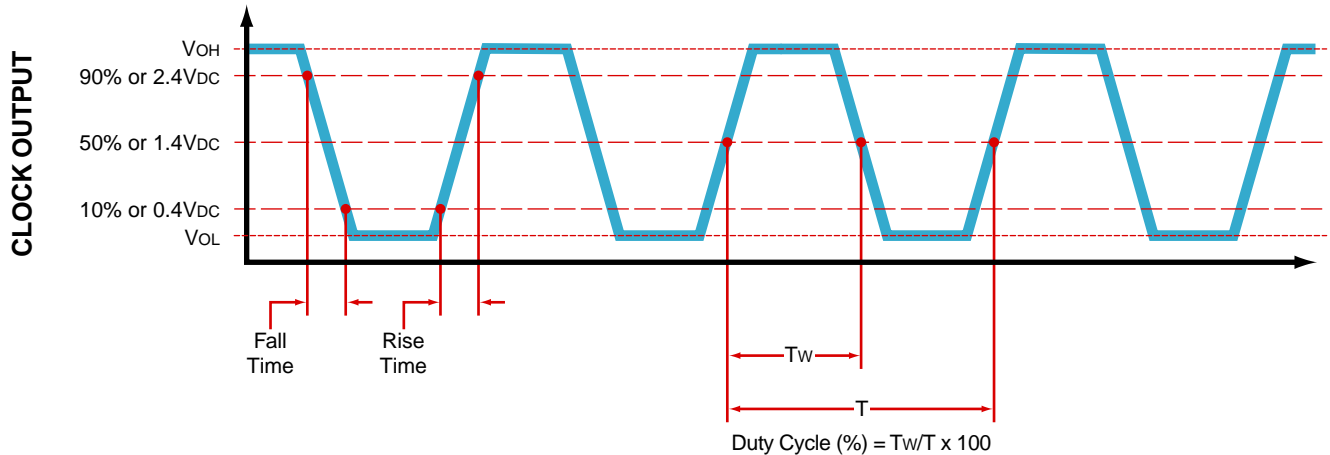 CLOCK OUTPUT
VOH
90% or 2.4VDC
50% or 1.4VDC
10% or 0.4VDC
VOL
Fall
Time
Rise
Time
TW
T
Duty Cycle (%) = TW/T x 100